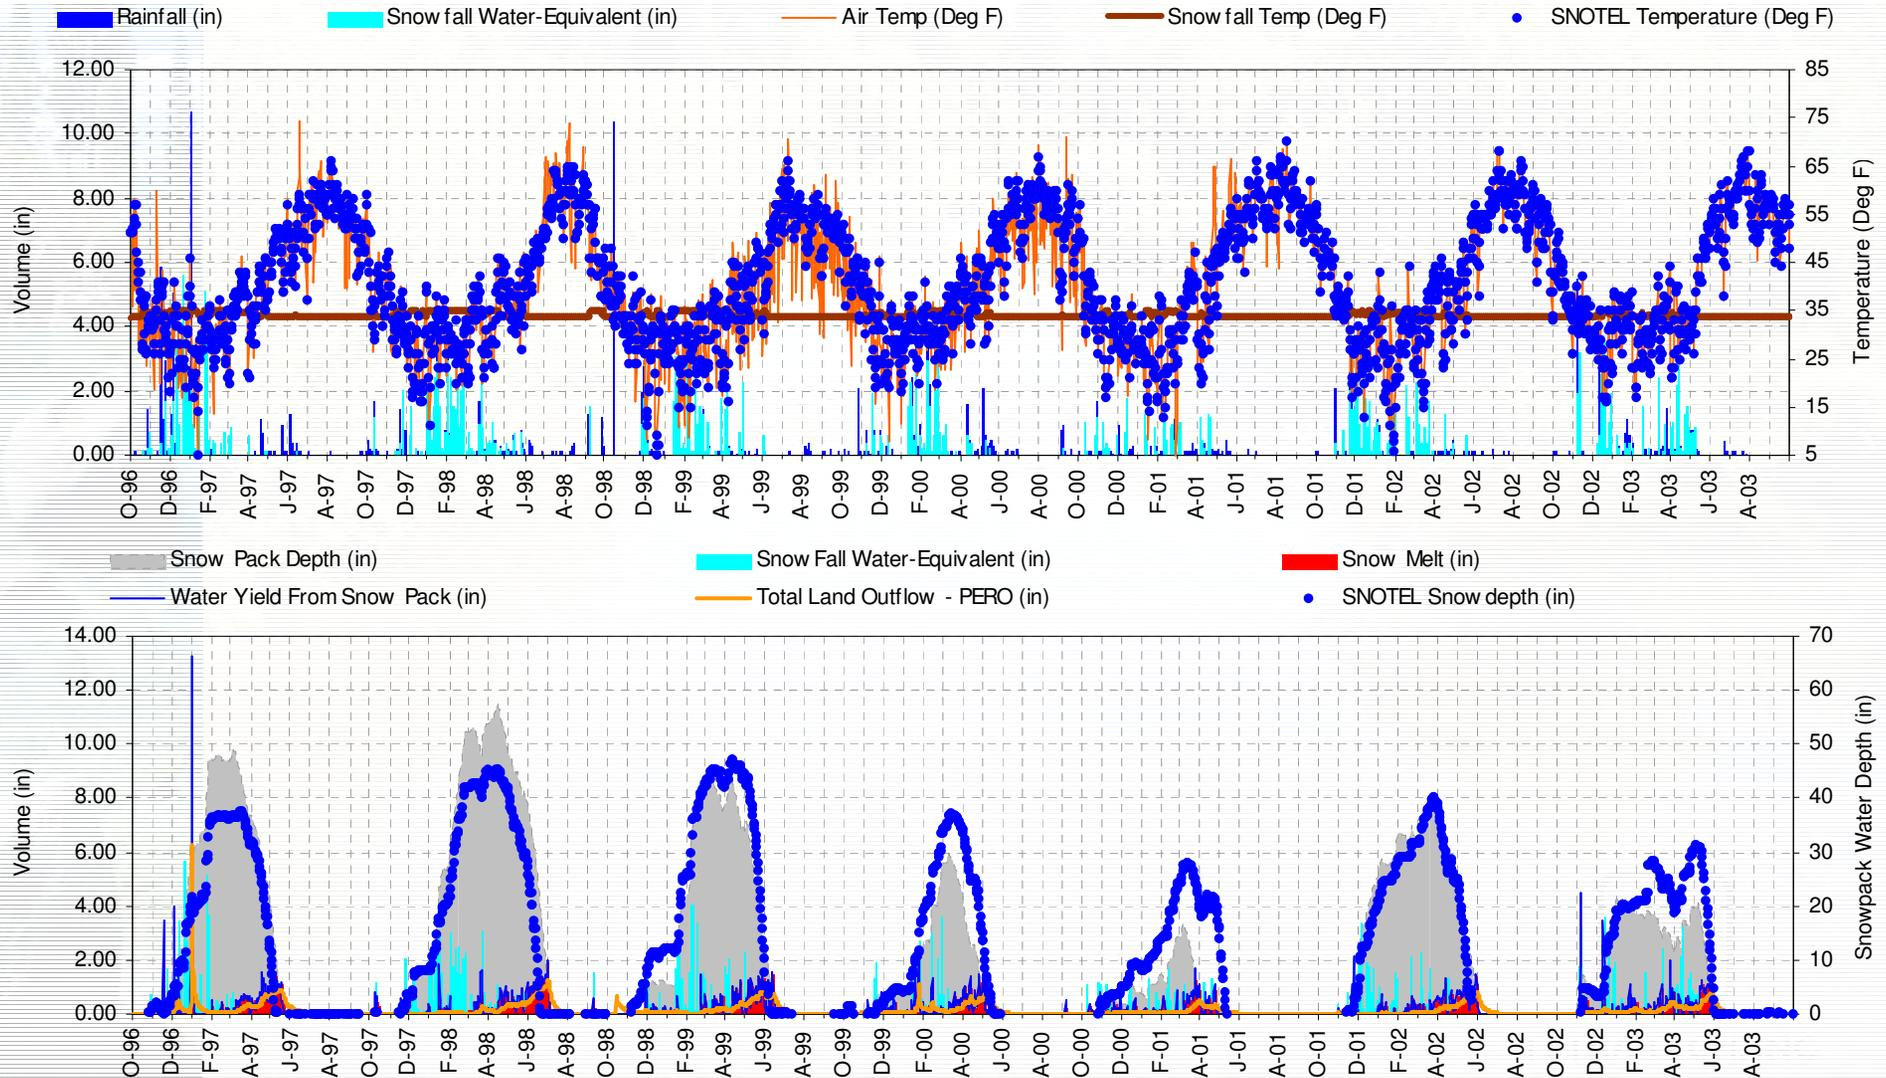 Rainfall (in) Snow fall Water-Equivalent (in) Air Temp (Deg F) Snow fall Temp (Deg F) SNOTEL Temperature (Deg F)
12.00 85
10.00 75
8.00 65
6.00 55
4.00 45
2.00 35
0.00 25
15
5
Volume (in)
Temperature (Deg F)
O-96 D-96 F-97 A-97 J-97 A-97 O-97 D-97 F-98 A-98 J-98 A-98 O-98 D-98 F-99 A-99 J-99 A-99 O-99 D-99 F-00 A-00 J-00 A-00 O-00 D-00 F-01 A-01 J-01 A-01 O-01 D-01 F-02 A-02 J-02 A-02 O-02 D-02 F-03 A-03 J-03 A-03
Snow Pack Depth (in) Snow Fall Water-Equivalent (in) Snow Melt (in)
Water Yield From Snow Pack (in) Total Land Outflow - PERO (in) SNOTEL Snow depth (in)
14.00 70
12.00 60
10.00 50
8.00 40
6.00 30
4.00 20
2.00 10
0.00 0
Volume (in)
Snowpack Water Depth (in)
O-96 D-96 F-97 A-97 J-97 A-97 O-97 D-97 F-98 A-98 J-98 A-98 O-98 D-98 F-99 A-99 J-99 A-99 O-99 D-99 F-00 A-00 J-00 A-00 O-00 D-00 F-01 A-01 J-01 A-01 O-01 D-01 F-02 A-02 J-02 A-02 O-02 D-02 F-03 A-03 J-03 A-03